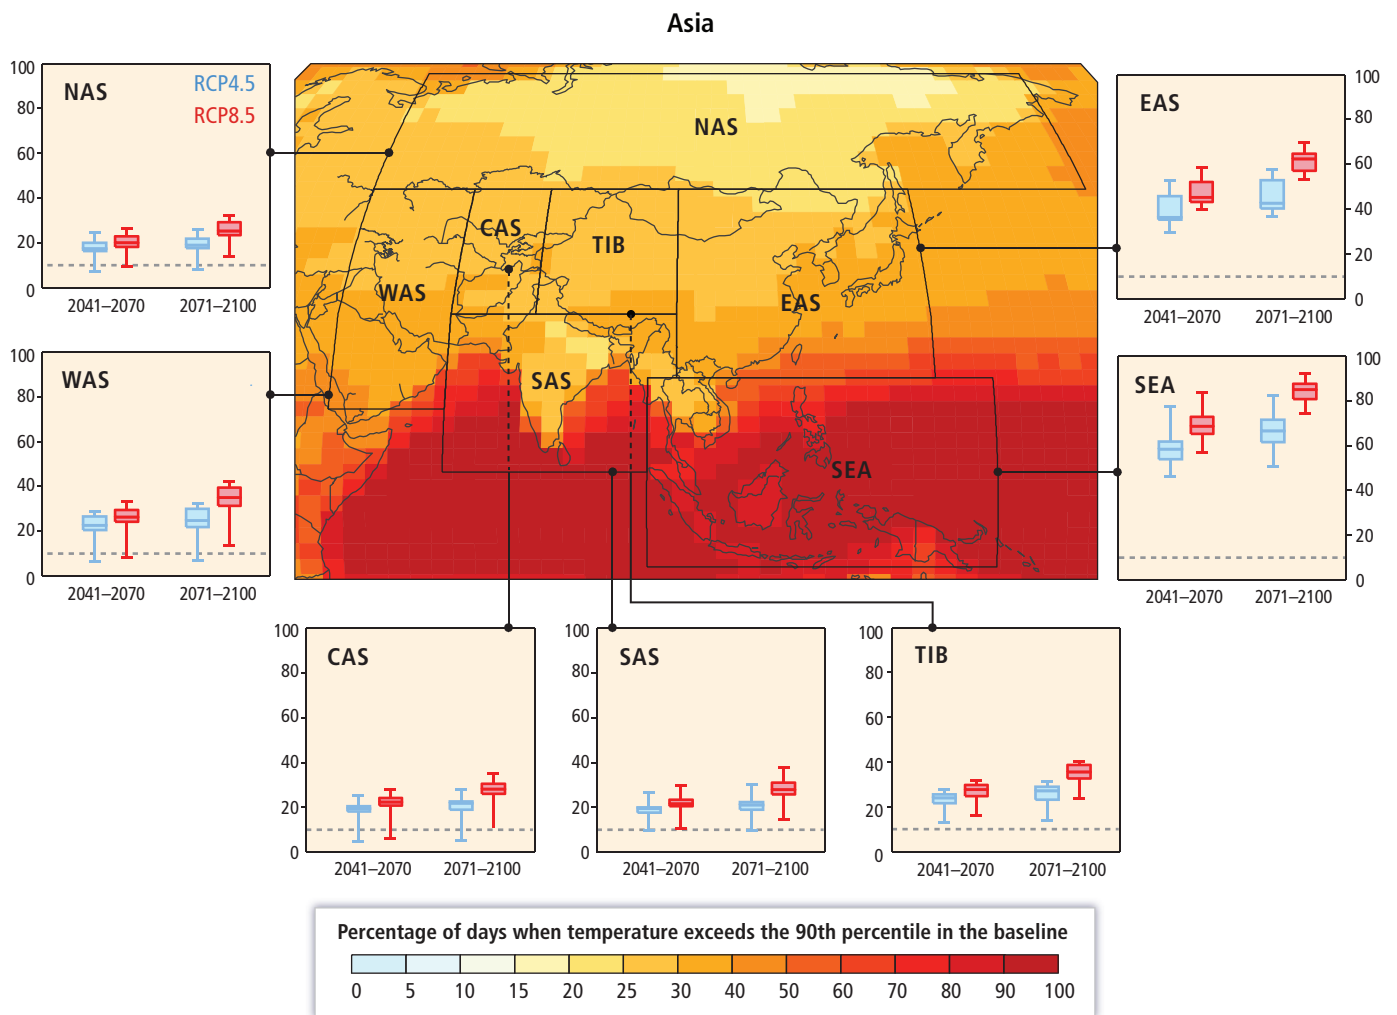 Asia
100
80
60
40
20
0
NAS
RCP4.5
RCP8.5
2041–2070
2071–2100
100
80
60
40
20
0
WAS
2041–2070
2071–2100
NAS
CAS
TIB
WAS
EAS
SAS
SEA
EAS
100
80
60
40
20
0
2041–2070
2071–2100
SEA
100
80
60
40
20
0
2041–2070
2071–2100
100
80
60
40
20
0
CAS
2041–2070
2071–2100
100
80
60
40
20
0
SAS
2041–2070
2071–2100
100
80
60
40
20
0
TIB
2041–2070
2071–2100
Percentage of days when temperature exceeds the 90th percentile in the baseline
0 5 10 15 20 25 30 40 50 60 70 80 90 100